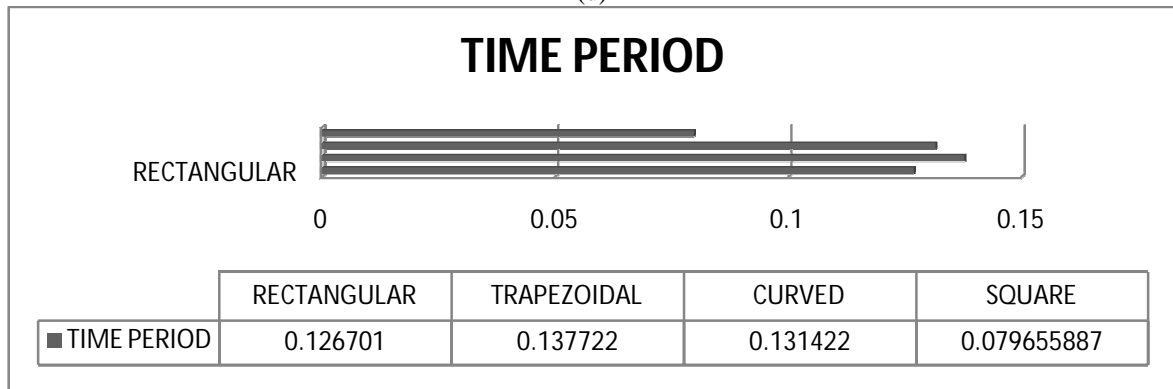 TIME PERIOD
RECTANGULAR
0 0.05 0.1 0.15
RECTANGULAR TRAPEZOIDAL CURVED SQUARE
TIME PERIOD 0.126701 0.137722 0.131422 0.079655887